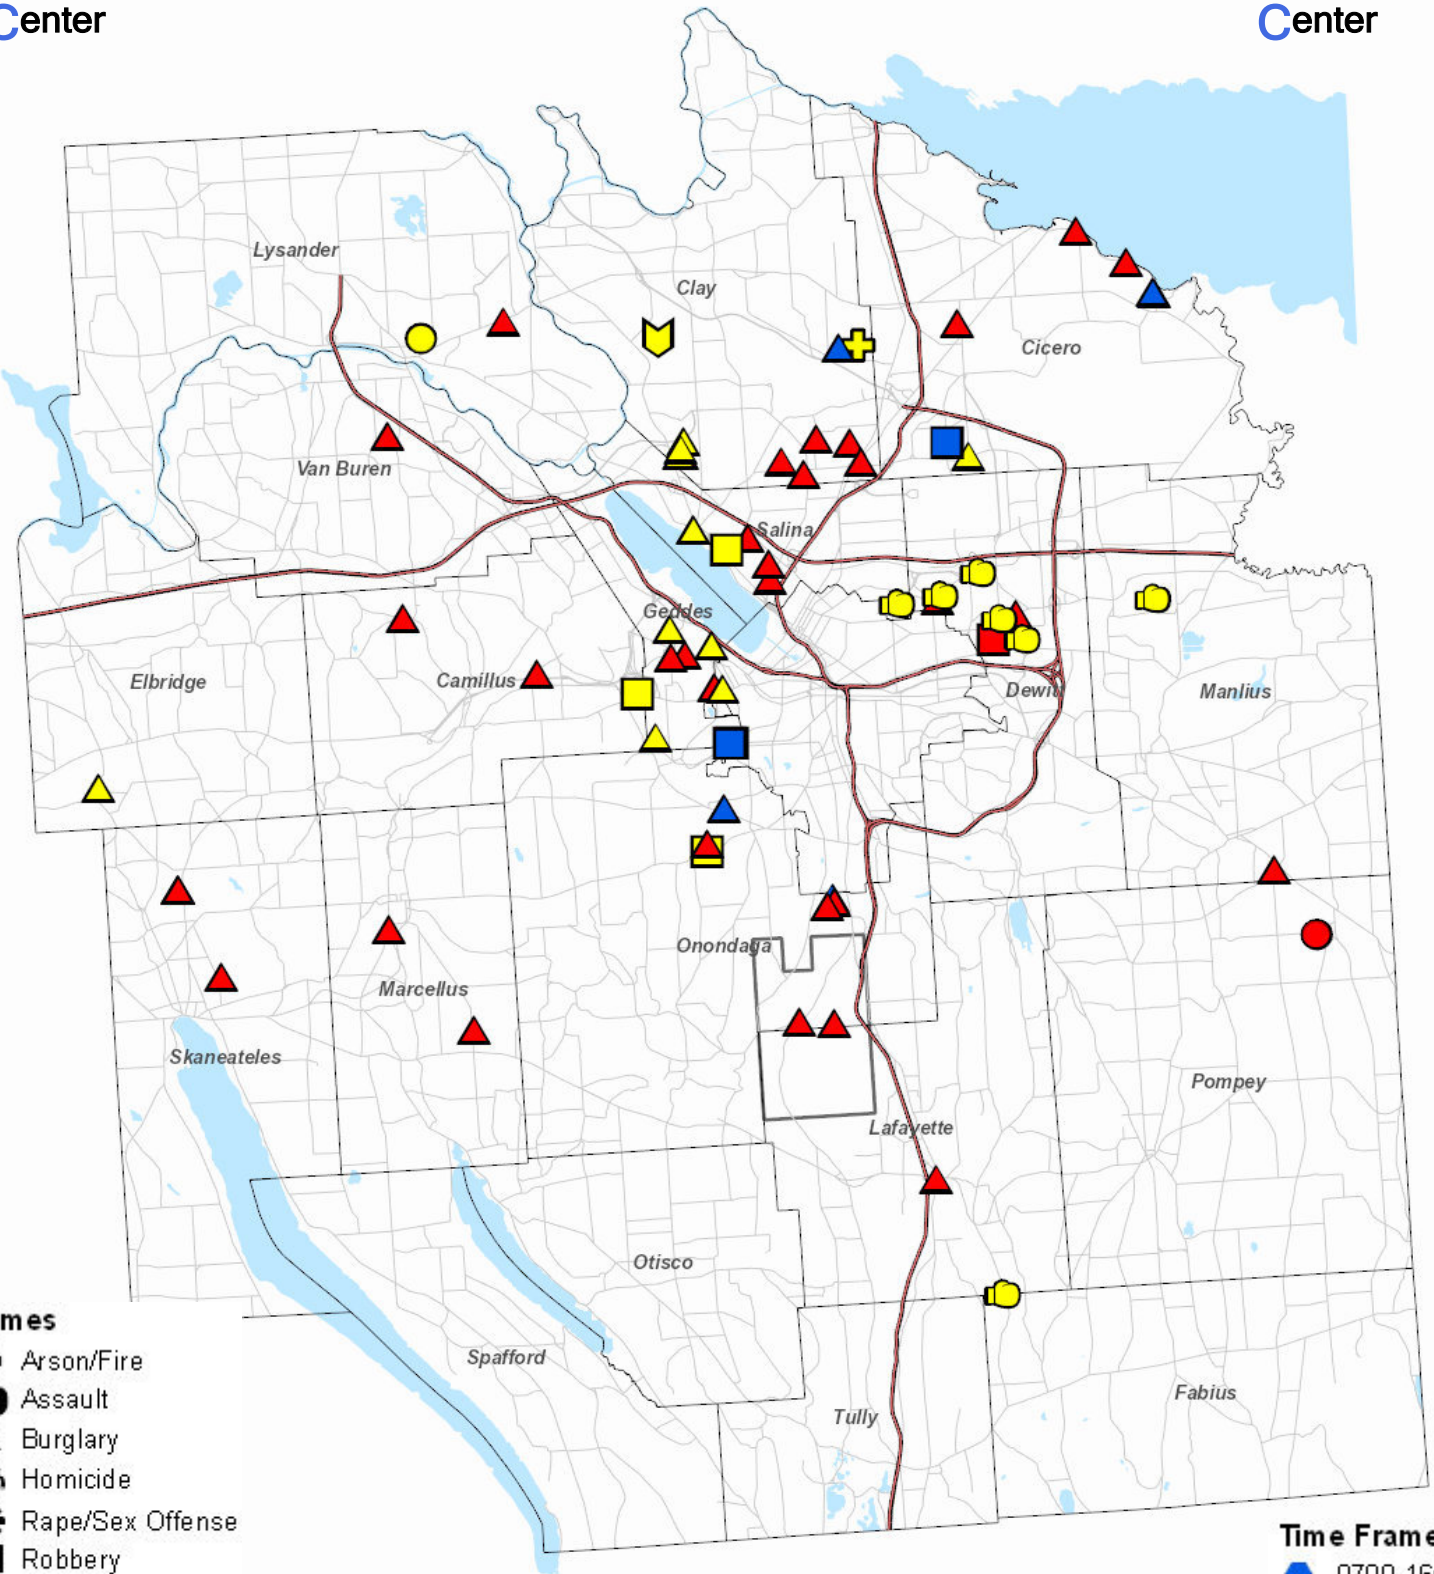 Center
Center
Lysander
Clay
Cicero
Van Buren
Salina
Geddes
Elbridge
Camillus
Dewitt
Manlius
Onondaga
Marcellus
Skaneateles
Pompey
Lafayette
Otisco
Spafford
Fabius
Tully
mes
Arson/Fire
Assault
Burglary
Homicide
Rape/Sex Offense
Robbery
Time Frame